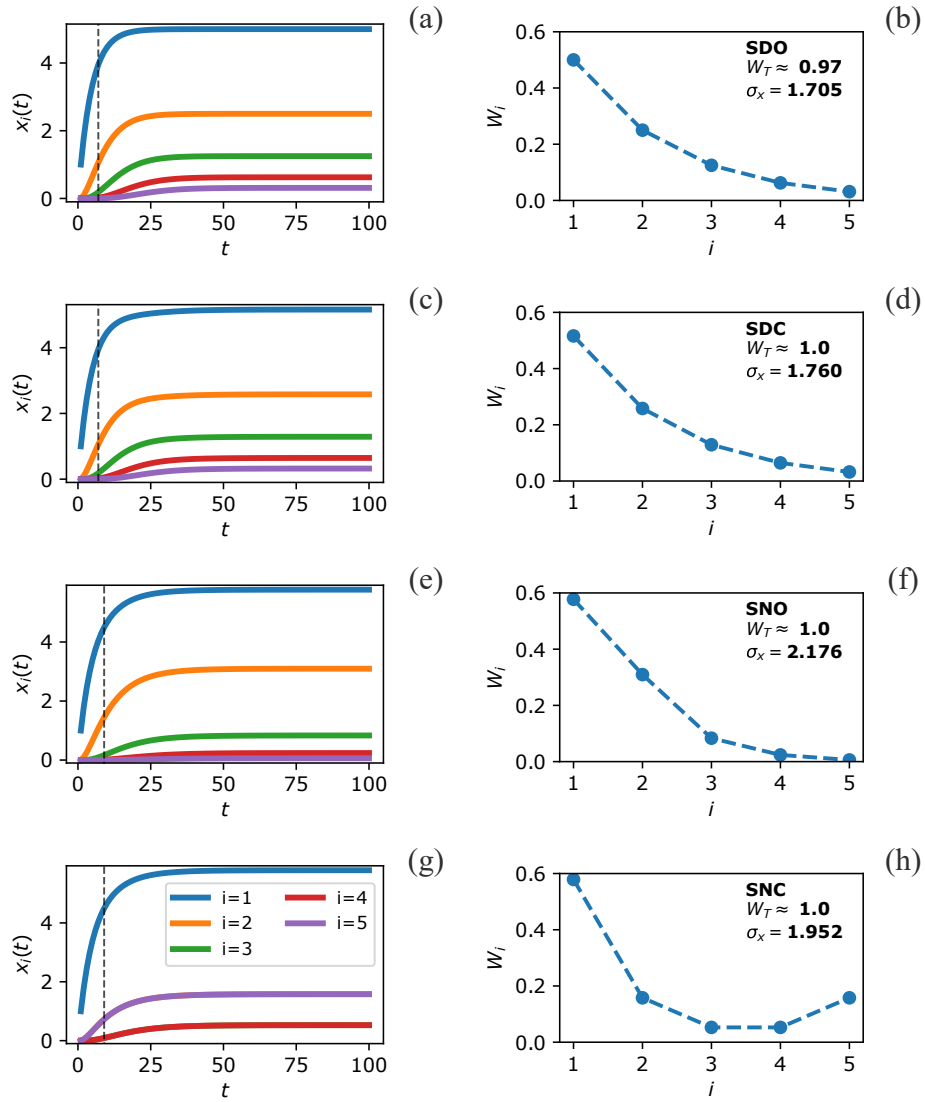 (a)
x_i(t)
4
2
0
0
25
50
75
100
t
(b)
W_i
0.6
0.4
0.2
0.0
SDO
W_T ≈ 0.97
σ_x = 1.705
1
2
3
4
5
i
(c)
x_i(t)
4
2
0
0
25
50
75
100
t
(d)
W_i
0.6
0.4
0.2
0.0
SDC
W_T ≈ 1.0
σ_x = 1.760
1
2
3
4
5
i
(e)
x_i(t)
4
2
0
0
25
50
75
100
t
(f)
W_i
0.6
0.4
0.2
0.0
SNO
W_T ≈ 1.0
σ_x = 2.176
1
2
3
4
5
i
(g)
x_i(t)
4
2
0
i=1
i=2
i=3
i=4
i=5
0
25
50
75
100
t
(h)
W_i
0.6
0.4
0.2
0.0
SNC
W_T ≈ 1.0
σ_x = 1.952
1
2
3
4
5
i